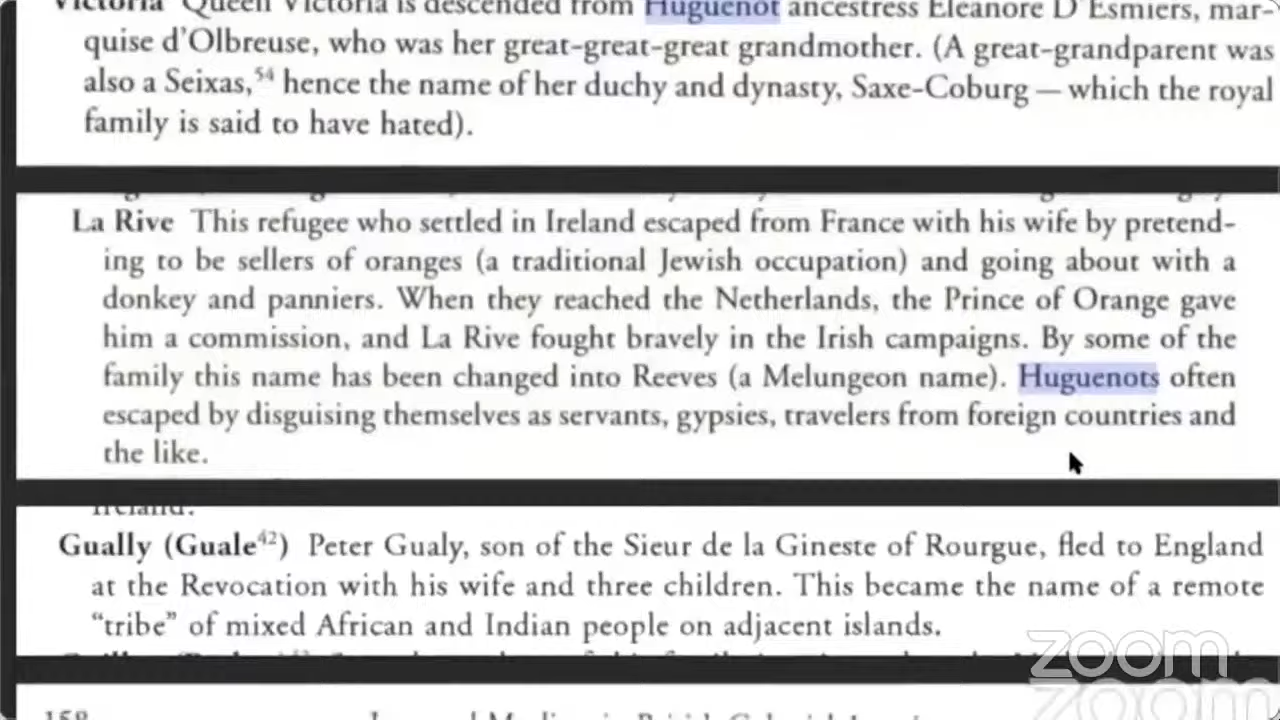 Victoria Queen Victoria is descended from Huguenot ancestress Eleanore D'Esmiers, mar-
quise d'Olbreuse, who was her great-great-great grandmother. (A great-grandparent was
also a Seixas,54 hence the name of her duchy and dynasty, Saxe-Coburg — which the royal
family is said to have hated).
La Rive This refugee who settled in Ireland escaped from France with his wife by pretend-
ing to be sellers of oranges (a traditional Jewish occupation) and going about with a
donkey and panniers. When they reached the Netherlands, the Prince of Orange gave
him a commission, and La Rive fought bravely in the Irish campaigns. By some of the
family this name has been changed into Reeves (a Melungeon name). Huguenots often
escaped by disguising themselves as servants, gypsies, travelers from foreign countries and
the like.
Ireland.
Gually (Guale42) Peter Gualy, son of the Sieur de la Gineste of Rourgue, fled to England
at the Revocation with his wife and three children. This became the name of a remote
"tribe" of mixed African and Indian people on adjacent islands.
zoom
zoom
158